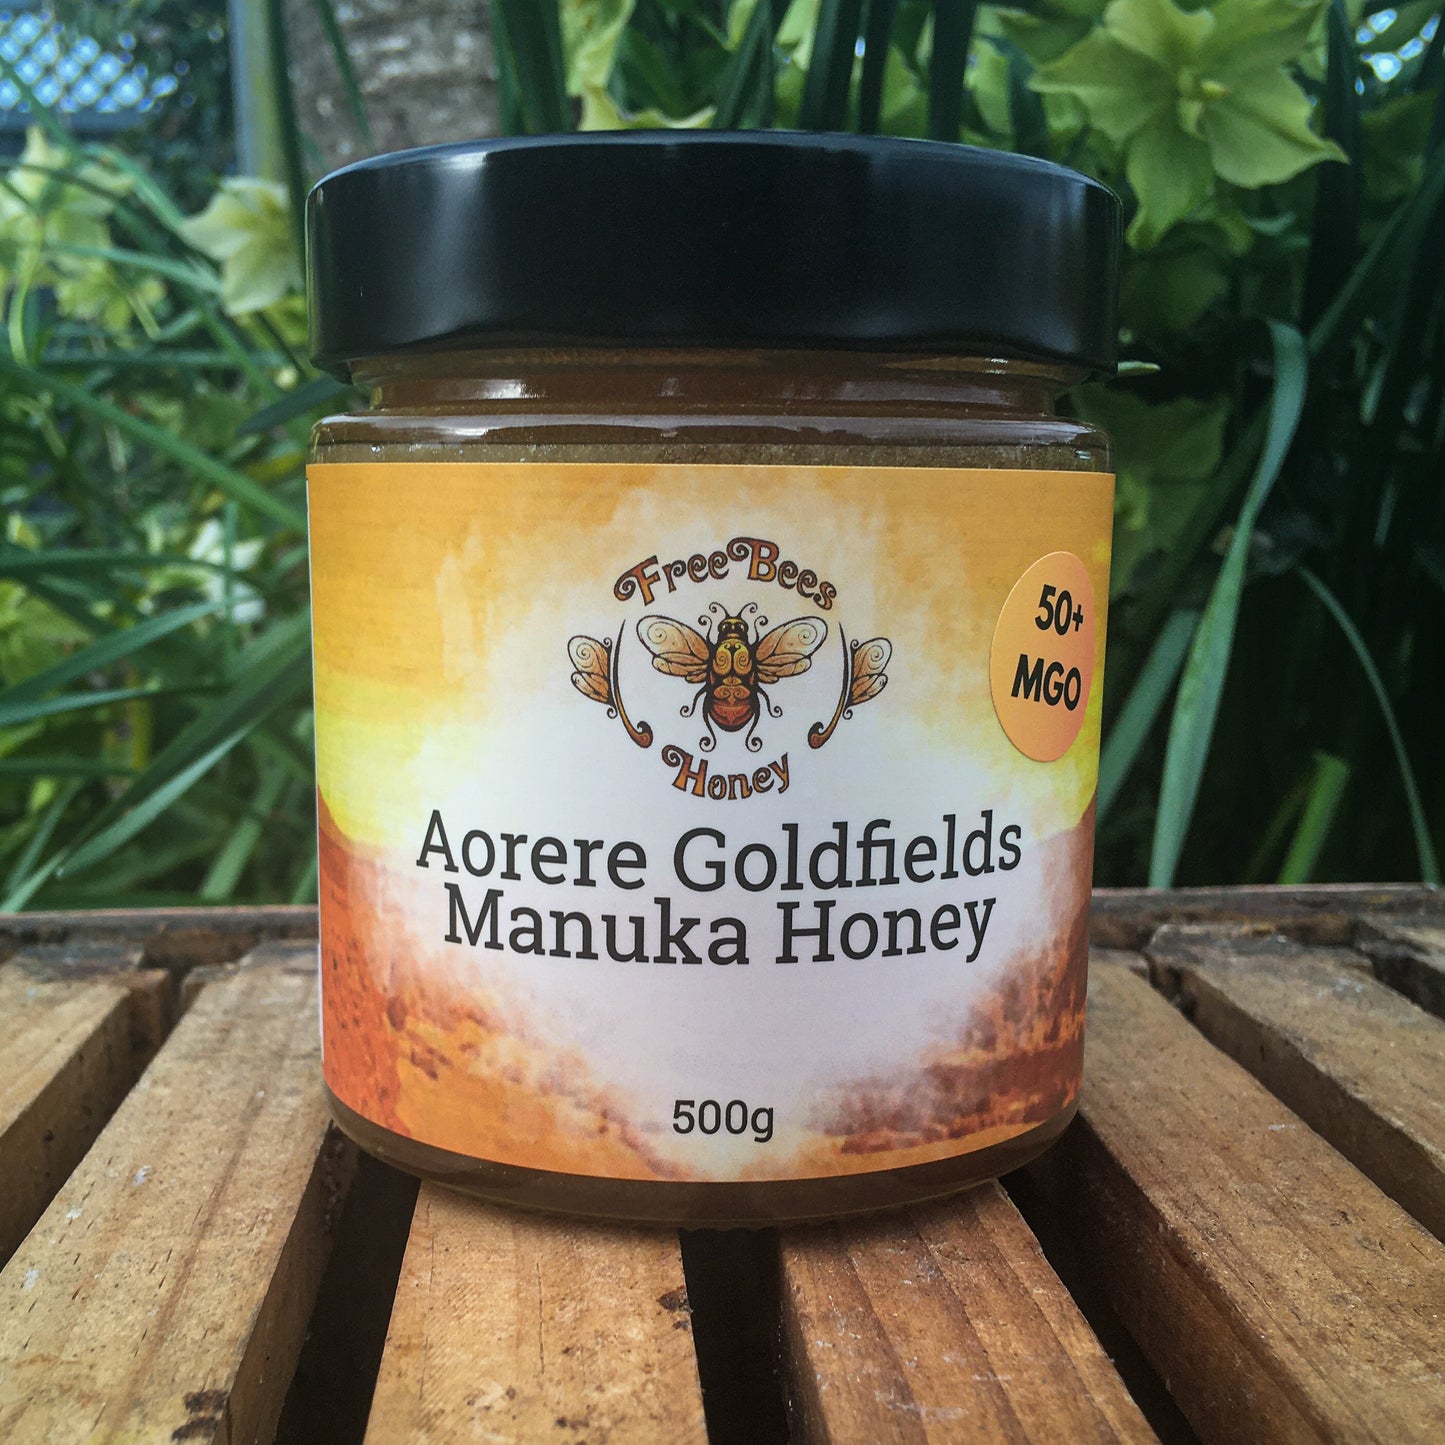 Free Bees
Honey
50+
MGO
Aorere Goldfields
Manuka Honey
500g